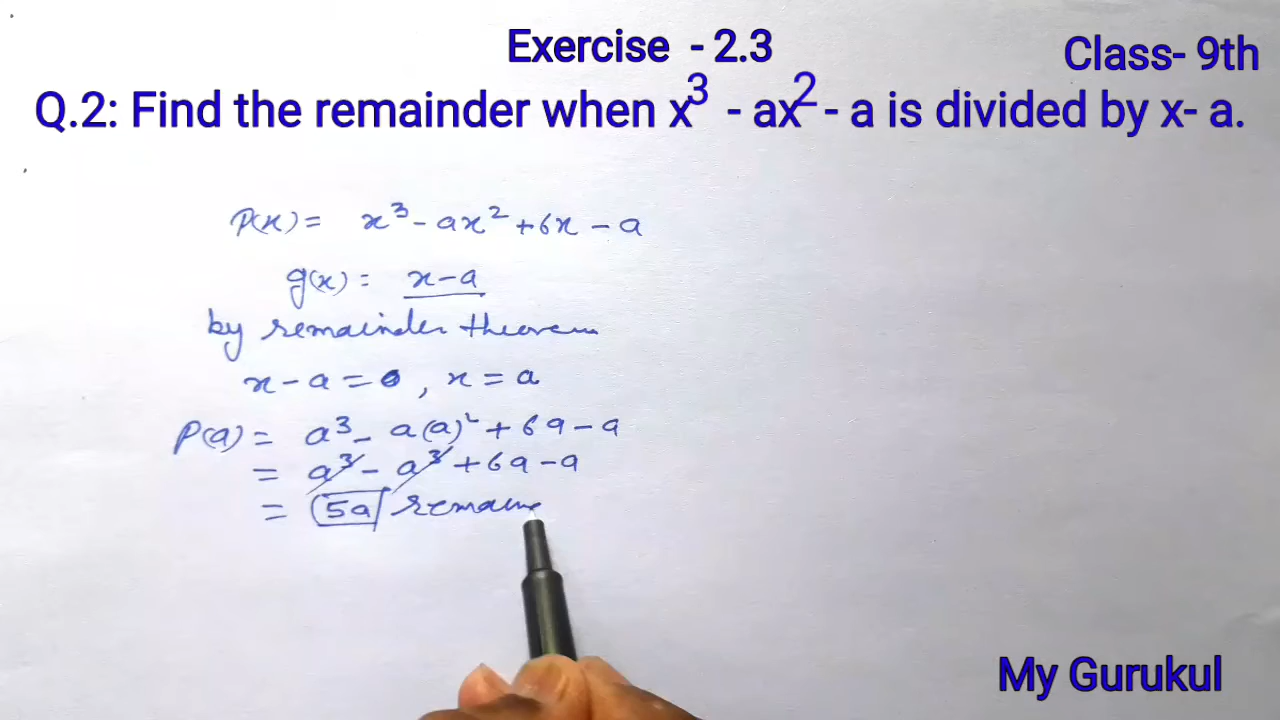 Exercise - 2.3
Class- 9th
Q.2: Find the remainder when x³ - ax² - a is divided by x- a.
P(x) = x³ - ax² + 6x - a
g(x) = x - a
by remainder theorem
x - a = 0, x = a
P(a) = a³ - a(a)² + 6a - a
= a³ - a³ + 6a - a
= 5a
My Gurukul